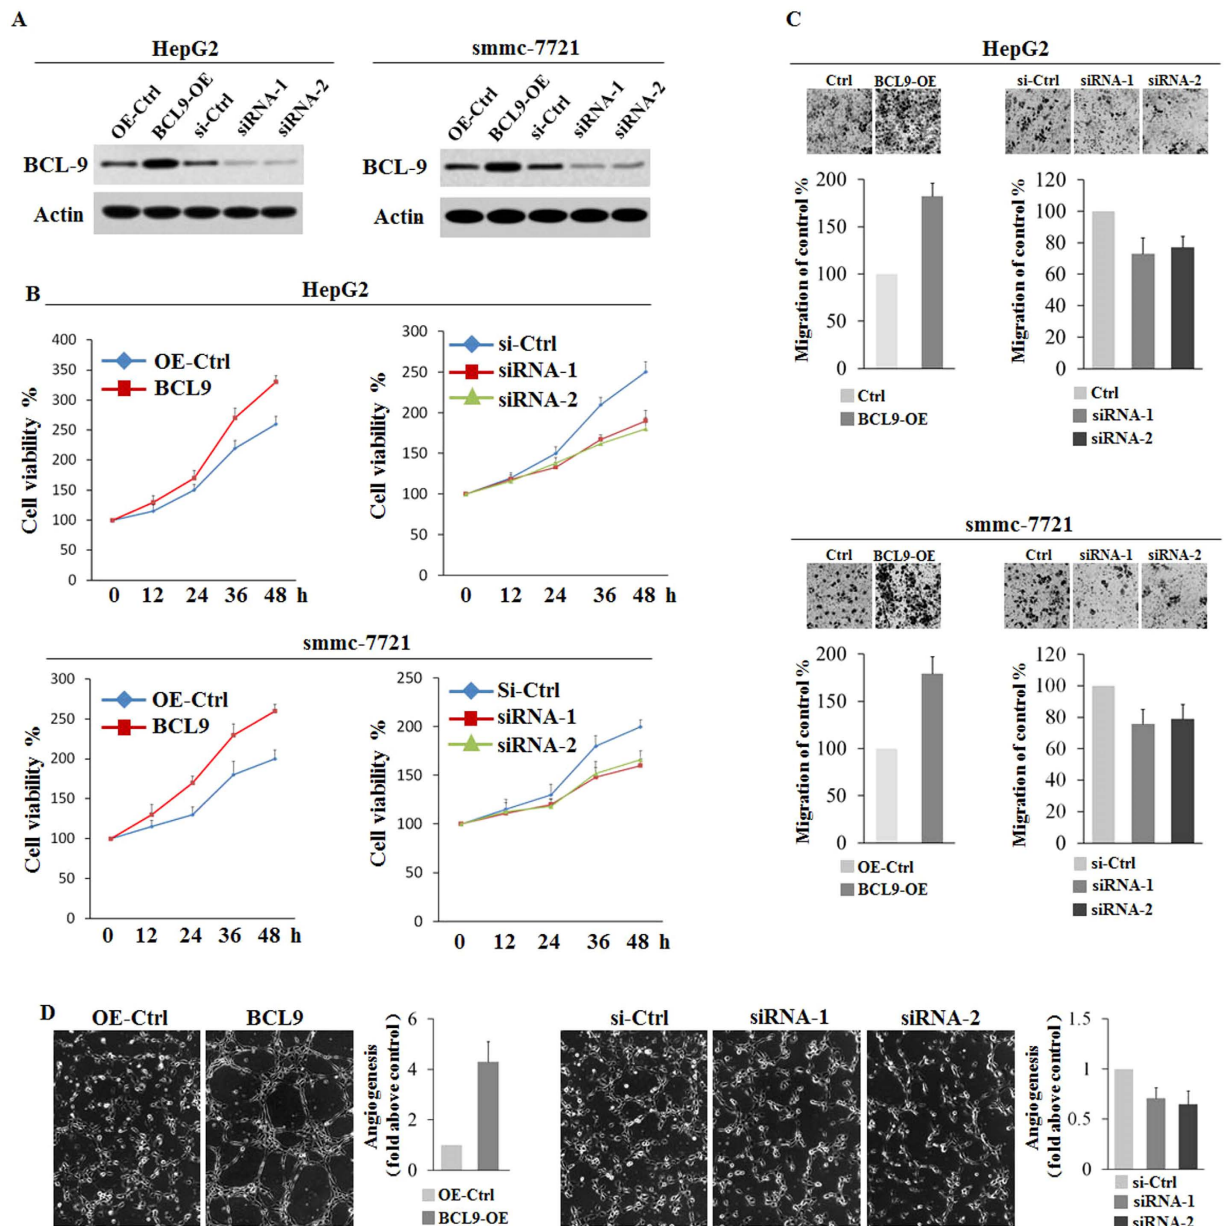 A
HepG2
OE-Ctrl BCL9-OE si-Ctrl siRNA-1 siRNA-2
BCL-9
Actin
smmc-7721
OE-Ctrl BCL9-OE si-Ctrl siRNA-1 siRNA-2
BCL-9
Actin
B
HepG2
Cell viability %
400
350
300
250
200
150
100
50
0
OE-Ctrl
BCL9
0 12 24 36 48 h
Cell viability %
300
250
200
150
100
50
0
si-Ctrl
siRNA-1
siRNA-2
0 12 24 36 48 h
smmc-7721
Cell viability %
300
250
200
150
100
50
0
OE-Ctrl
BCL9
0 12 24 36 48 h
Cell viability %
250
200
150
100
50
0
Si-Ctrl
siRNA-1
siRNA-2
0 12 24 36 48 h
C
HepG2
Ctrl BCL9-OE
Migration of control %
200
150
100
50
0
Ctrl
BCL9-OE
si-Ctrl siRNA-1 siRNA-2
Migration of control %
120
100
80
60
40
20
0
Ctrl
siRNA-1
siRNA-2
smmc-7721
Ctrl BCL9-OE
Migration of control %
200
150
100
50
0
OE-Ctrl
BCL9-OE
Ctrl siRNA-1 siRNA-2
Migration of control %
120
100
80
60
40
20
0
si-Ctrl
siRNA-1
siRNA-2
D
OE-Ctrl BCL9
Angiogenesis
(fold above control)
6
4
2
0
OE-Ctrl
BCL9-OE
si-Ctrl siRNA-1 siRNA-2
Angiogenesis
(fold above control)
1.5
1
0.5
0
si-Ctrl
siRNA-1
siRNA-2